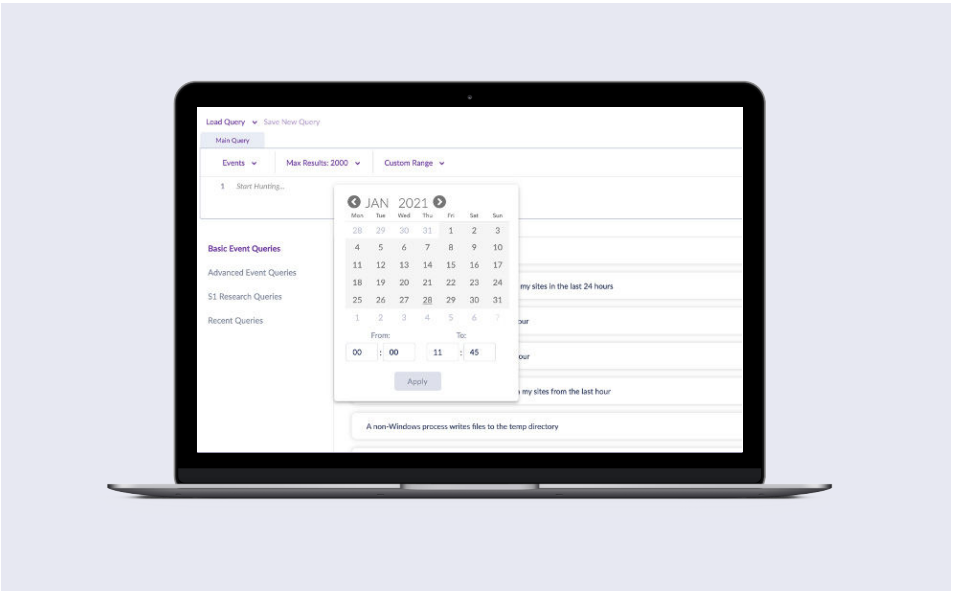 Load Query Save New Query
Main Query
Events Max Results: 2000 Custom Range
1 Start Hunting...
JAN 2021
Mon Tue Wed Thu Fri Sat Sun
28 29 30 31 1 2 3
4 5 6 7 8 9 10
11 12 13 14 15 16 17
18 19 20 21 22 23 24
25 26 27 28 29 30 31
1 2 3 4 5 6 7
From: To:
00 : 00 11 : 45
Apply
Basic Event Queries
Advanced Event Queries
S1 Research Queries
Recent Queries
my sites in the last 24 hours
our
our
my sites from the last hour
A non-Windows process writes files to the temp directory